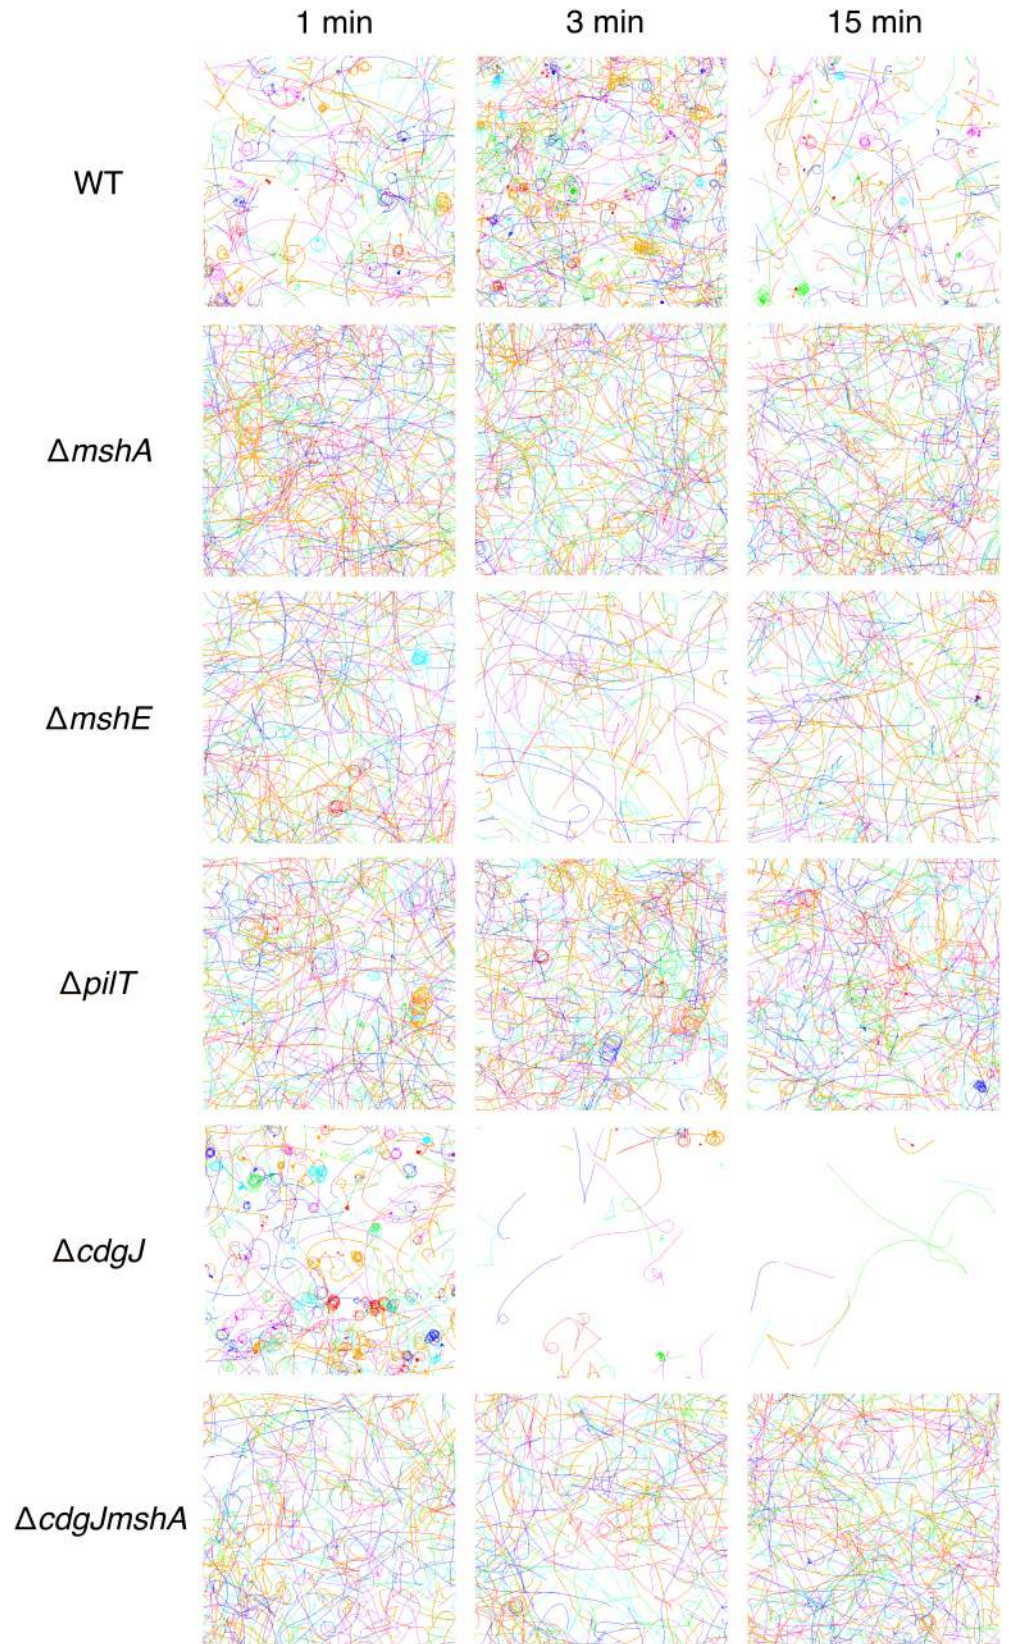 1 min 3 min 15 min
WT
ΔmshA
ΔmshE
ΔpilT
ΔcdgJ
ΔcdgJmshA